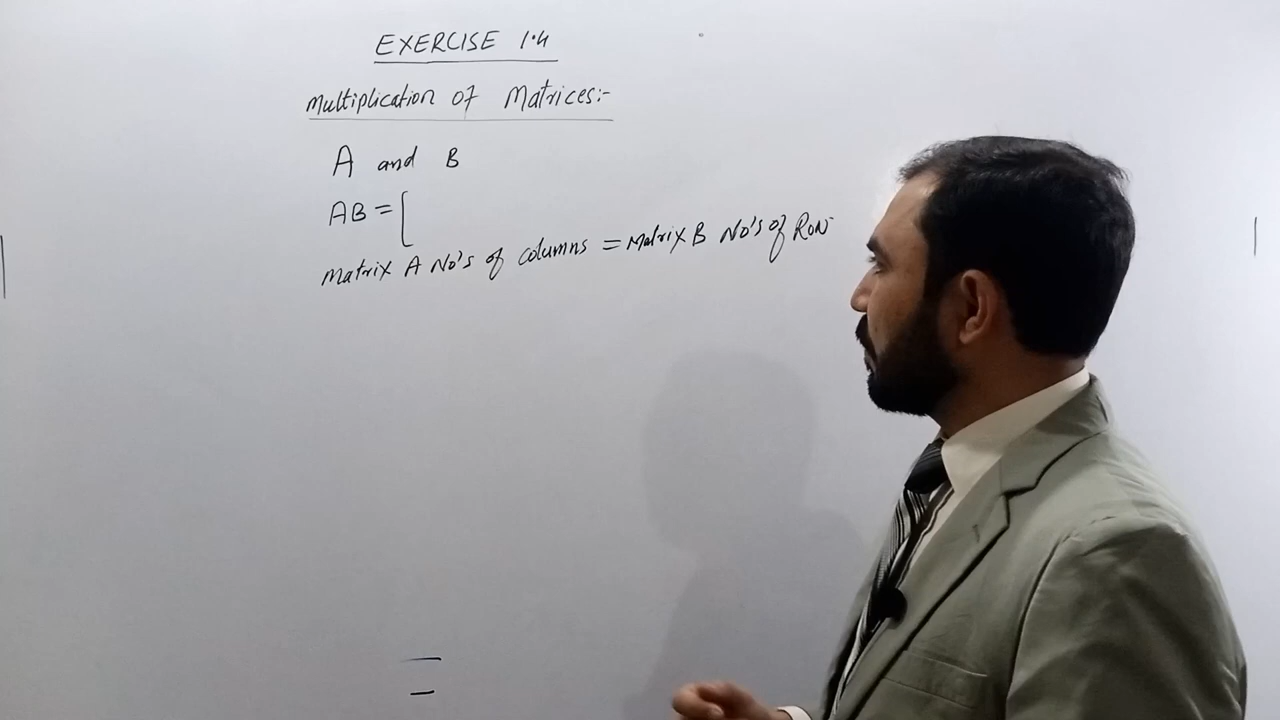 EXERCISE 1.4
Multiplication of Matrices:-
A and B
AB = [
Matrix A No's of columns = Matrix B No's of Row
=